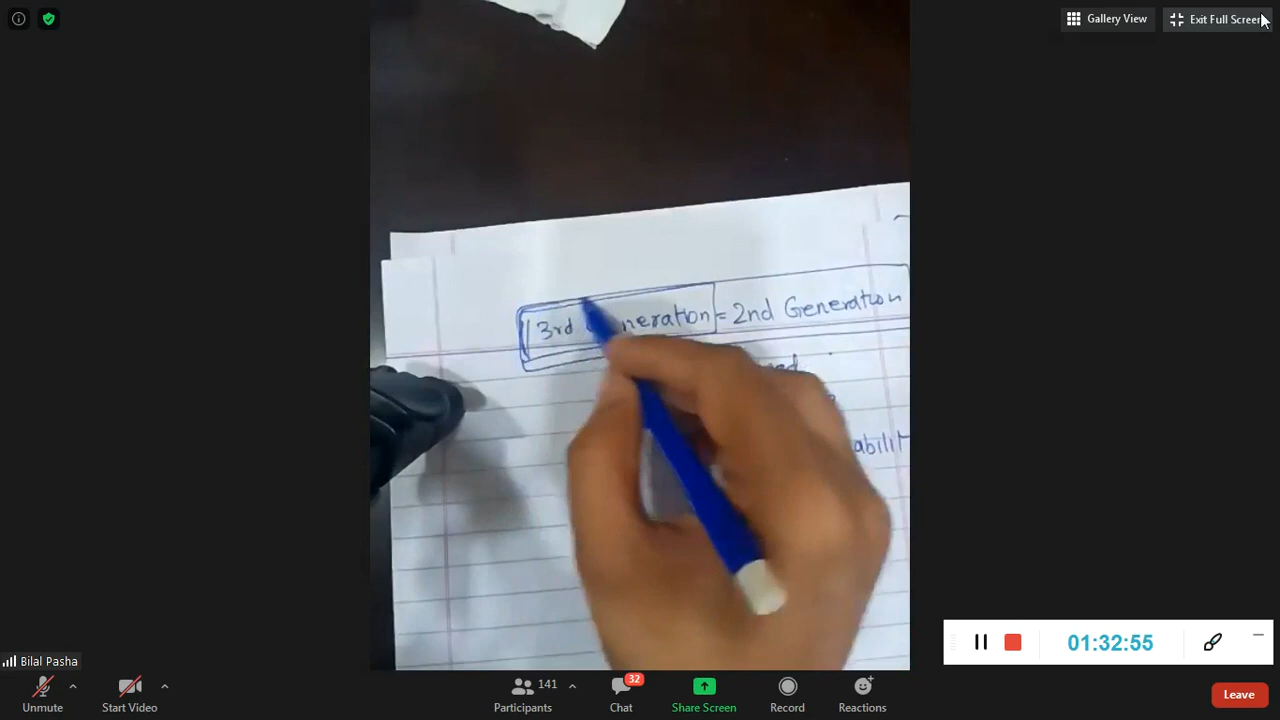 Gallery View
Exit Full Screen
3rd = 2nd Generation
Bilal Pasha
01:32:55
Unmute
Start Video
141
Participants
32
Chat
Share Screen
Record
Reactions
Leave